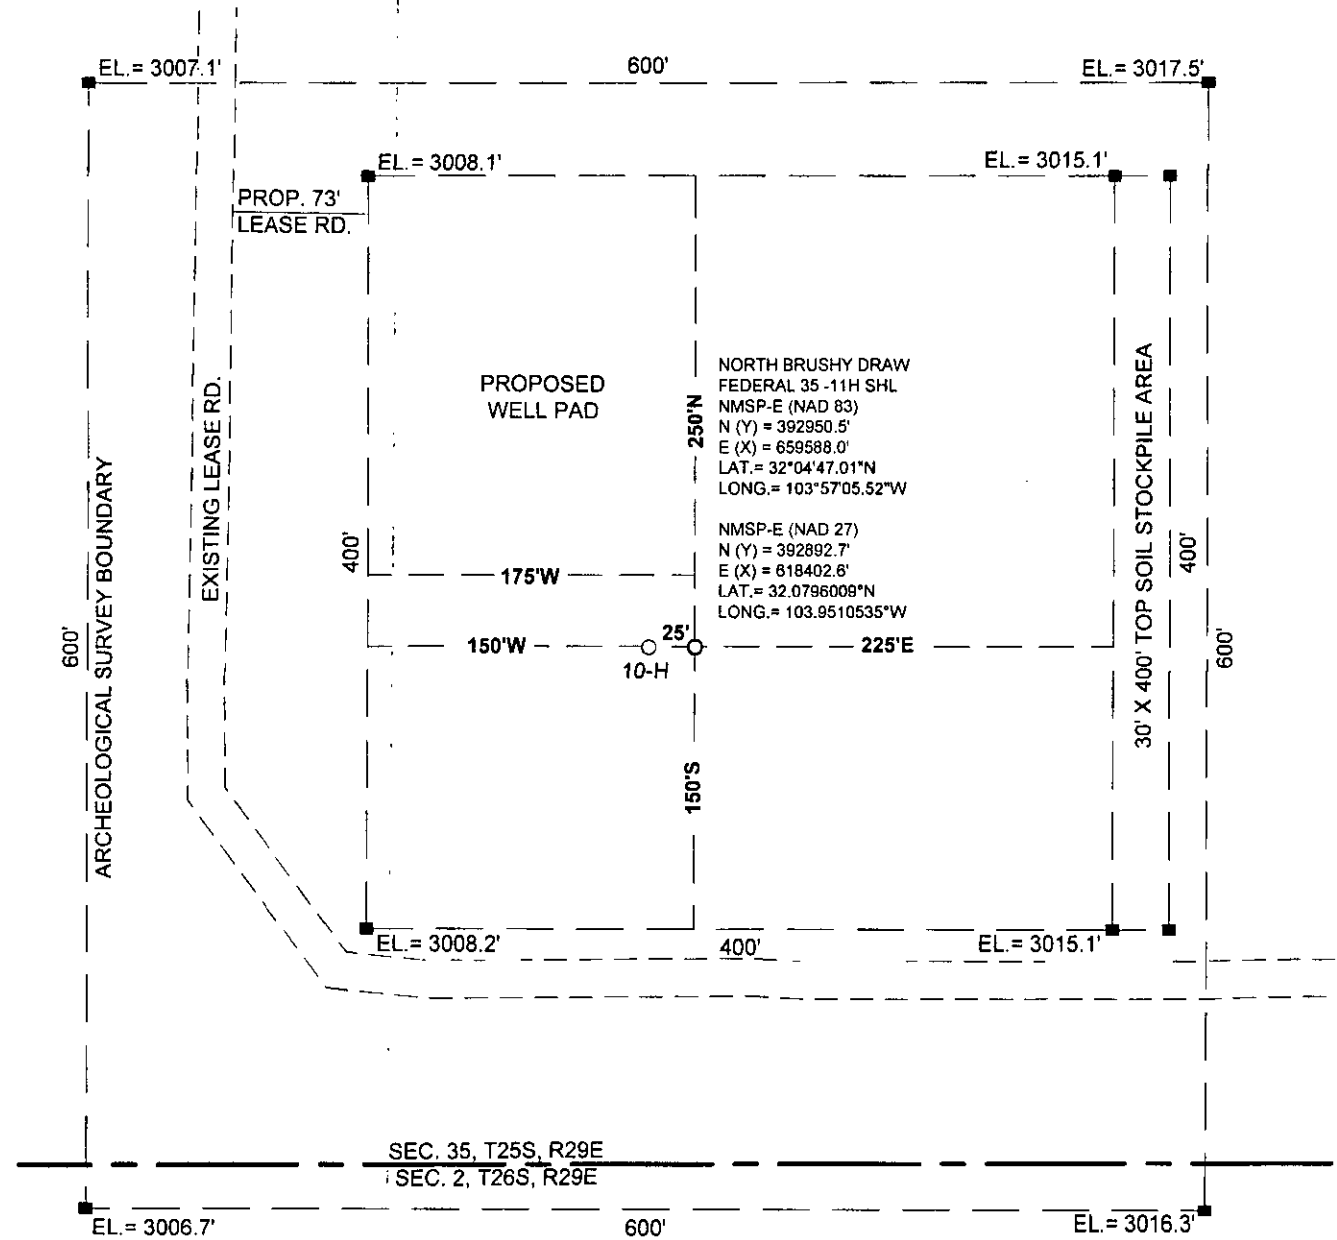 EL.= 3007.1'
600'
EL.= 3017.5'
EL.= 3008.1'
EL.= 3015.1'
PROP. 73'
LEASE RD.
PROPOSED
WELL PAD
NORTH BRUSHY DRAW
FEDERAL 35 -11H SHL
NMSP-E (NAD 83)
N (Y) = 392950.5'
E (X) = 659588.0'
LAT.= 32°04'47.01"N
LONG.= 103°57'05.52"W
NMSP-E (NAD 27)
N (Y) = 392892.7'
E (X) = 618402.6'
LAT.= 32.0796009°N
LONG.= 103.9510535°W
250'N
EXISTING LEASE RD.
ARCHEOLOGICAL SURVEY BOUNDARY
600'
400'
175'W
150'W
25'
10-H
225'E
150'S
30' X 400' TOP SOIL STOCKPILE AREA
400'
600'
EL.= 3008.2'
400'
EL.= 3015.1'
SEC. 35, T25S, R29E
SEC. 2, T26S, R29E
EL.= 3006.7'
600'
EL.= 3016.3'